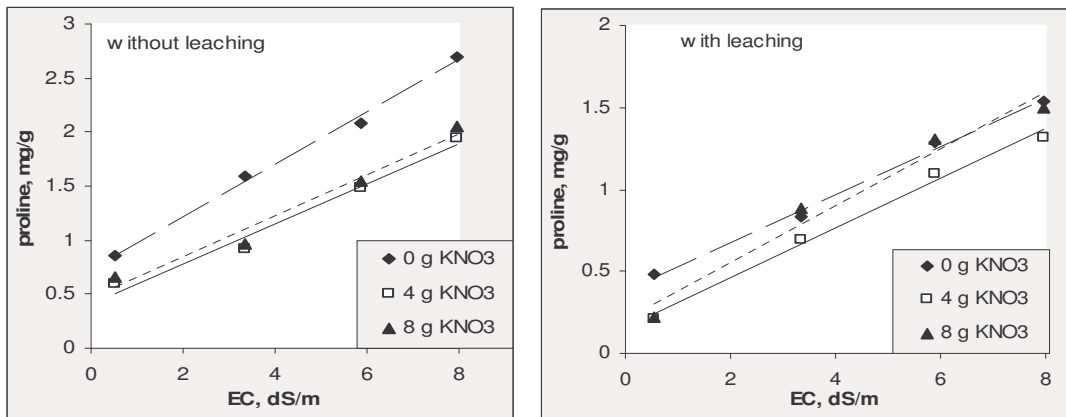 without leaching
3
2.5
2
1.5
1
0.5
0
0 2 4 6 8
proline, mg/g
EC, dS/m
0 g KNO3
4 g KNO3
8 g KNO3
with leaching
2
1.5
1
0.5
0
0 2 4 6 8
proline, mg/g
EC, dS/m
0 g KNO3
4 g KNO3
8 g KNO3